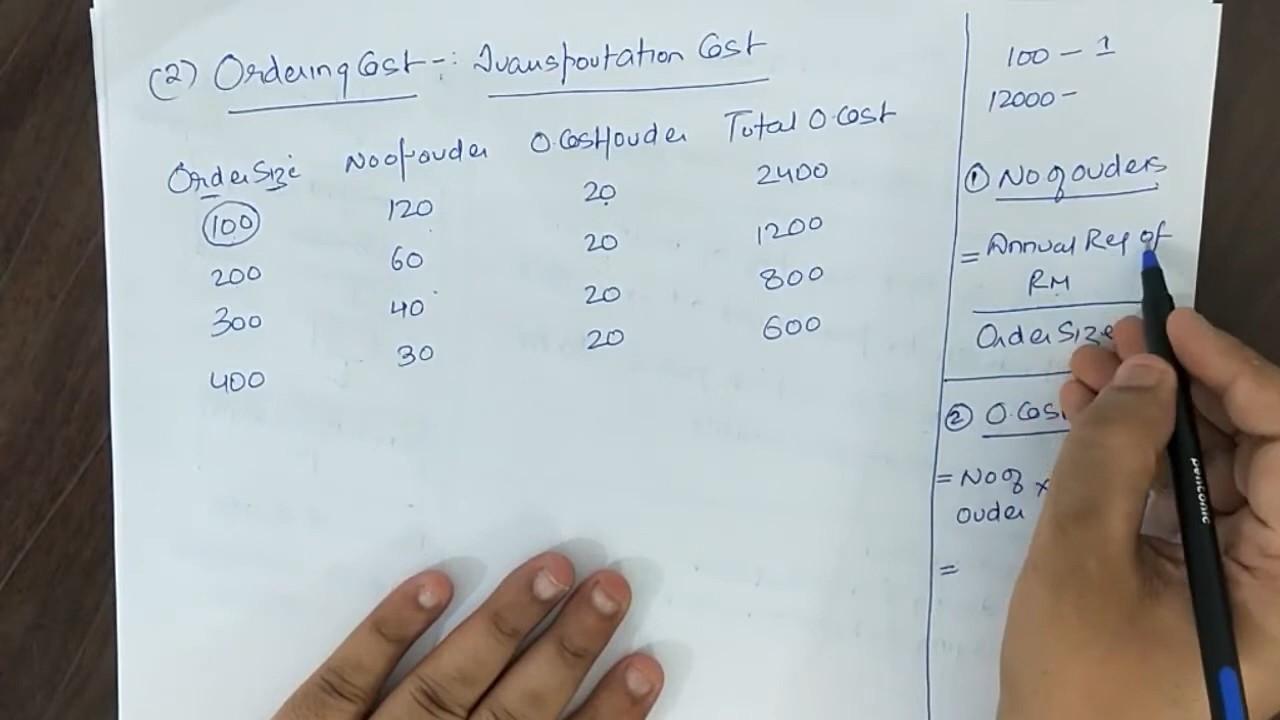 (2) Ordering Cost -: Transportation Cost
Order Size No of order O.Cost/order Total O.Cost
100 120 20 2400
200 60 20 1200
300 40 20 800
400 30 20 600
100 - 1
12000 -
① No of orders
= Annual Req of
RM
Order Size
② O.Cos
= No of ×
order
=
pentonic